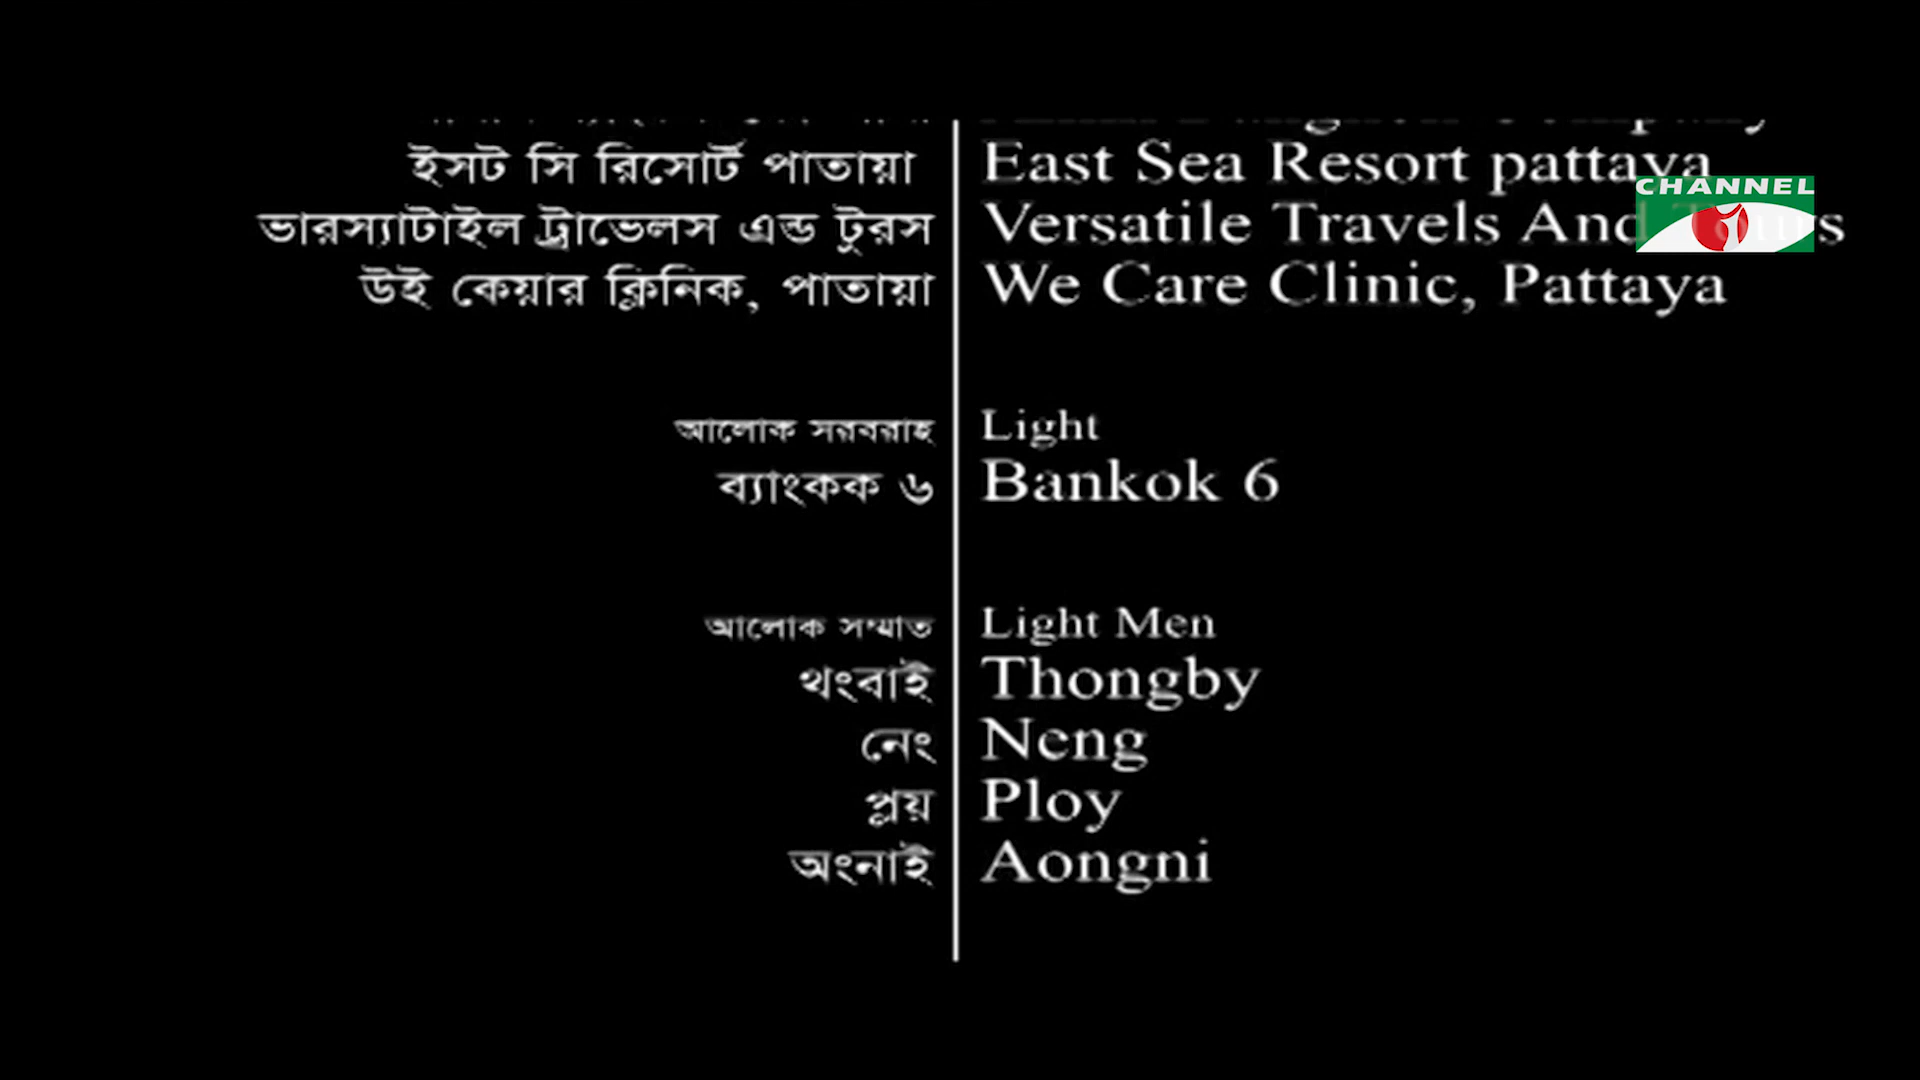 ইসট সি রিসোর্ট পাতায়া East Sea Resort pattaya
CHANNEL
ভারস্যাটাইল ট্রাভেলস এন্ড টুরস Versatile Travels And Tours
উই কেয়ার ক্লিনিক, পাতায়া We Care Clinic, Pattaya
আলোক সরবরাহ Light
ব্যাংকক ৬ Bankok 6
আলোক সম্মাত Light Men
থংবাই Thongby
নেং Neng
প্লয় Ploy
অংনাই Aongni